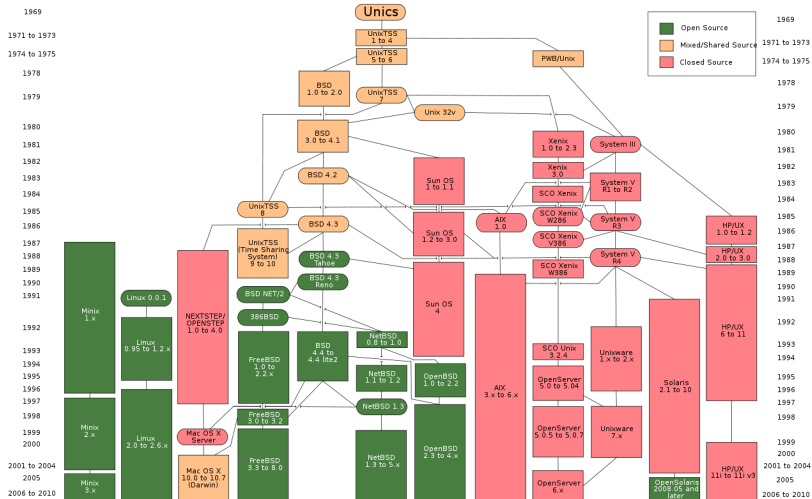 Unics
1969
1971 to 1973
1974 to 1975
1978
1979
1980
1981
1982
1983
1984
1985
1986
1987
1988
1989
1990
1991
1992
1993
1994
1995
1996
1997
1998
1999
2000
2001 to 2004
2005
2006 to 2010
Open Source
Mixed/Shared Source
Closed Source
1969
1971 to 1973
1974 to 1975
1978
1979
1980
1981
1982
1983
1984
1985
1986
1987
1988
1989
1990
1991
1992
1993
1994
1995
1996
1997
1998
1999
2000
2001 to 2004
2005
2006 to 2010
UnixTSS
1 to 4
UnixTSS
5 to 6
PWB/Unix
BSD
1.0 to 2.0
UnixTSS
7
Unix 32v
BSD
3.0 to 4.1
Xenix
1.0 to 2.3
System III
Xenix
3.0
Sun OS
1 to 1.1
BSD 4.2
System V
R1 to R2
SCO Xenix
UnixTSS
8
SCO Xenix
W286
AIX
1.0
System V
R3
BSD 4.3
Sun OS
1.2 to 3.0
HP/UX
1.0 to 1.2
SCO Xenix
V386
UnixTSS
(Time Sharing
System)
9 to 10
HP/UX
2.0 to 3.0
BSD 4.3
Tahoe
System V
R4
SCO Xenix
W386
BSD 4.3
Reno
BSD NET/2
Linux 0.0.1
Sun OS
4
Minix
1.x
NEXTSTEP/
OPENSTEP
1.0 to 4.0
386BSD
HP/UX
6 to 11
Linux
0.95 to 1.2.x
NetBSD
0.8 to 1.0
BSD
4.4 to
4.4 lite2
SCO Unix
3.2.4
Unixware
1.x to 2.x
FreeBSD
1.0 to
2.2.x
NetBSD
1.1 to 1.2
OpenBSD
1.0 to 2.2
OpenServer
5.0 to 5.04
Solaris
2.1 to 10
AIX
3.x to 6.x
NetBSD 1.3
FreeBSD
3.0 to 3.2
Minix
2.x
Linux
2.0 to 2.6.x
Mac OS X
Server
OpenServer
5.0.5 to 5.0.7
Unixware
7.x
OpenBSD
2.3 to 4.x
FreeBSD
3.3 to 8.0
NetBSD
1.3 to 5.x
Mac OS X
10.0 to 10.7
(Darwin)
HP/UX
11i to 11i v3
Minix
3.x
OpenServer
6.x
OpenSolaris
2008.05 and
later